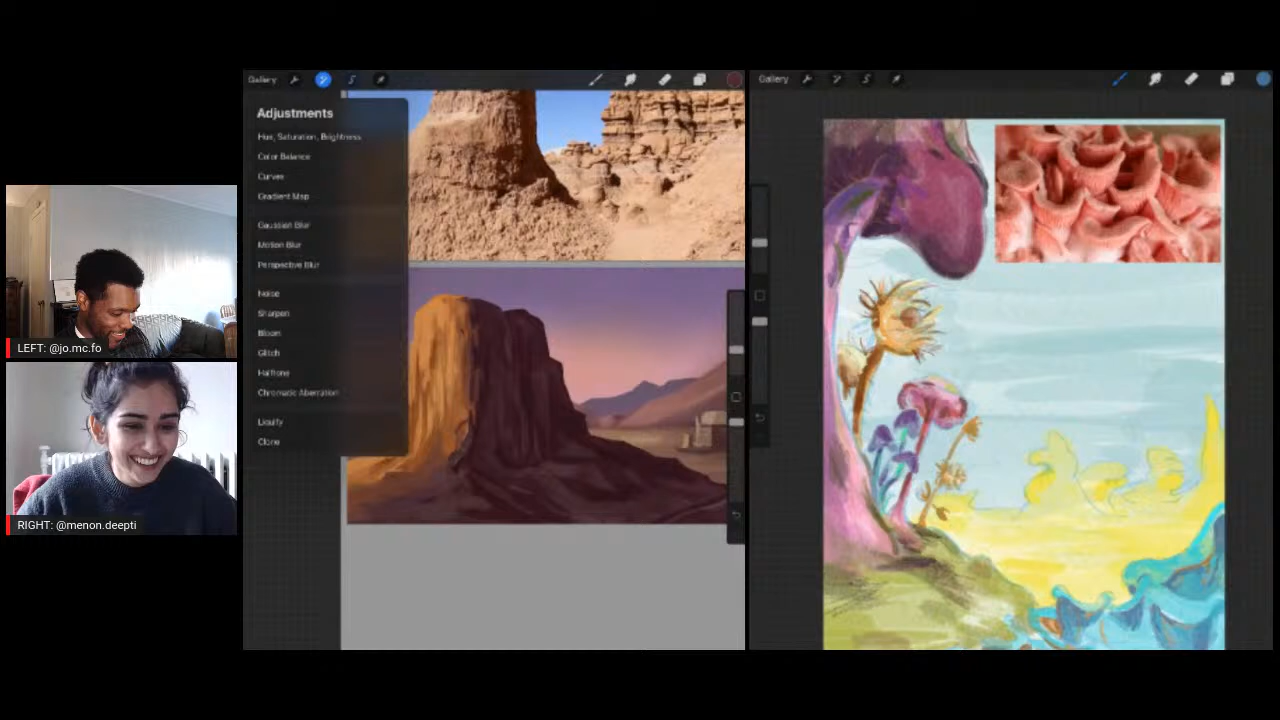 LEFT: @jo.mc.fo
RIGHT: @menon.deepti
Gallery
Adjustments
Hue, Saturation, Brightness
Color Balance
Curves
Gradient Map
Gaussian Blur
Motion Blur
Perspective Blur
Noise
Sharpen
Bloom
Glitch
Halftone
Chromatic Aberration
Liquify
Clone
Gallery